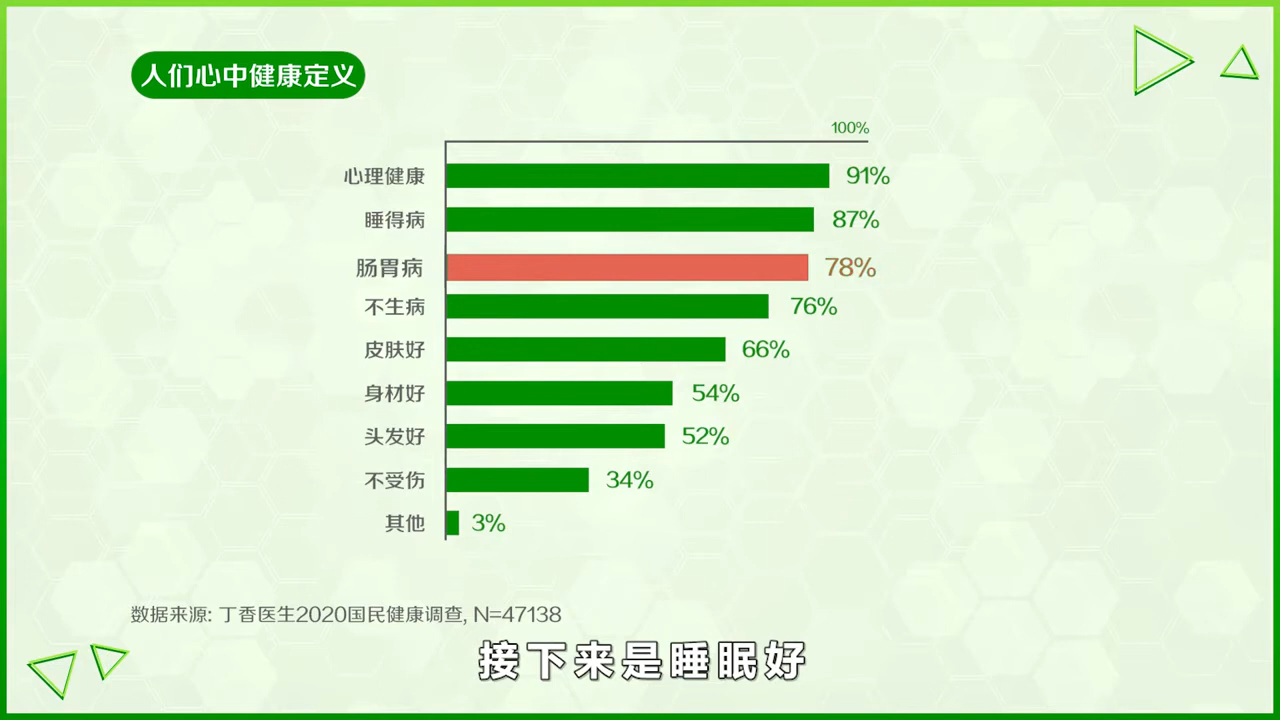 人们心中健康定义
100%
心理健康 91%
睡得病 87%
肠胃病 78%
不生病 76%
皮肤好 66%
身材好 54%
头发好 52%
不受伤 34%
其他 3%
数据来源: 丁香医生2020国民健康调查, N=47138
接下来是睡眠好